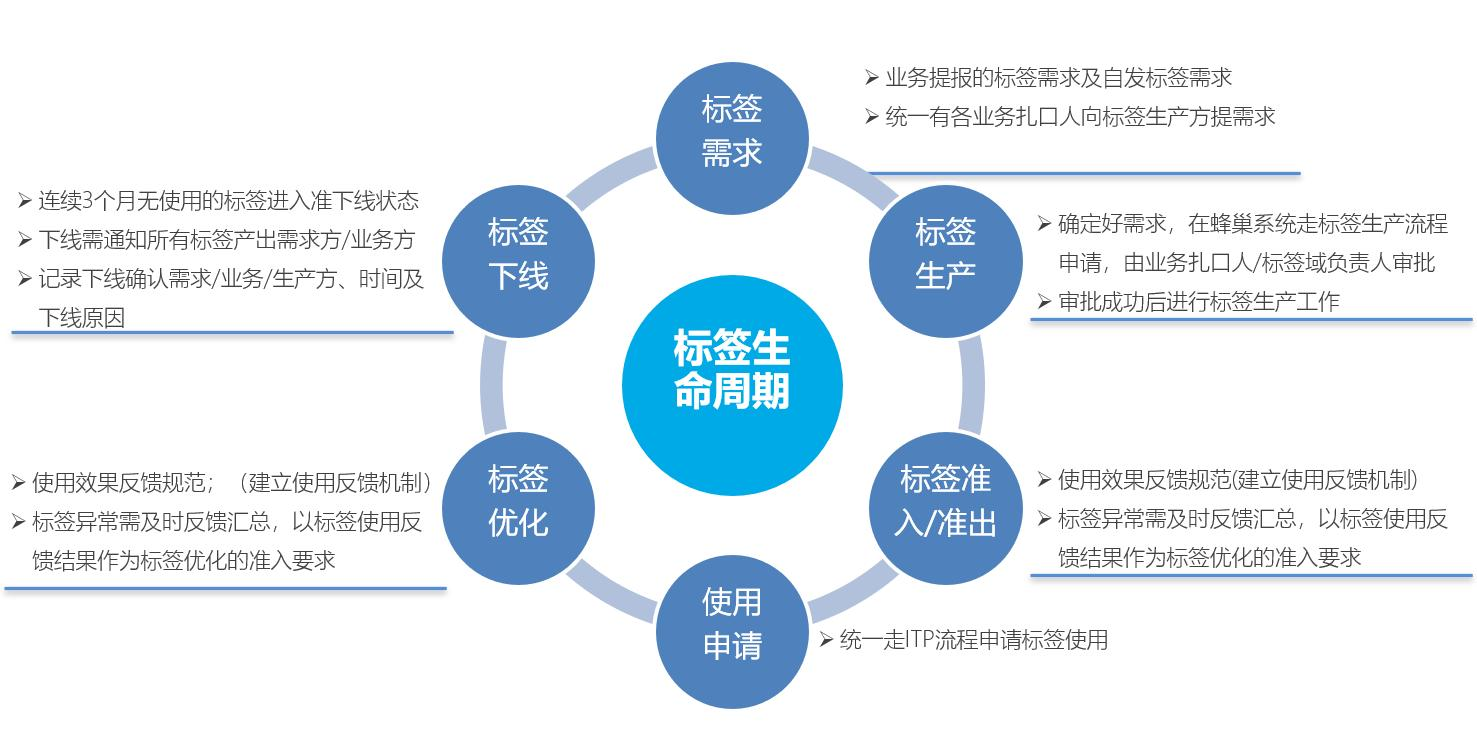 标签
需求
业务提报的标签需求及自发标签需求
统一有各业务扎口人向标签生产方提需求
标签
生产
确定好需求，在蜂巢系统走标签生产流程
申请，由业务扎口人/标签域负责人审批
审批成功后进行标签生产工作
标签准
入/准出
使用效果反馈规范(建立使用反馈机制)
标签异常需及时反馈汇总，以标签使用反
馈结果作为标签优化的准入要求
使用
申请
统一走ITP流程申请标签使用
标签
优化
使用效果反馈规范；（建立使用反馈机制）
标签异常需及时反馈汇总，以标签使用反
馈结果作为标签优化的准入要求
标签
下线
连续3个月无使用的标签进入准下线状态
下线需通知所有标签产出需求方/业务方
记录下线确认需求/业务/生产方、时间及
下线原因
标签生
命周期